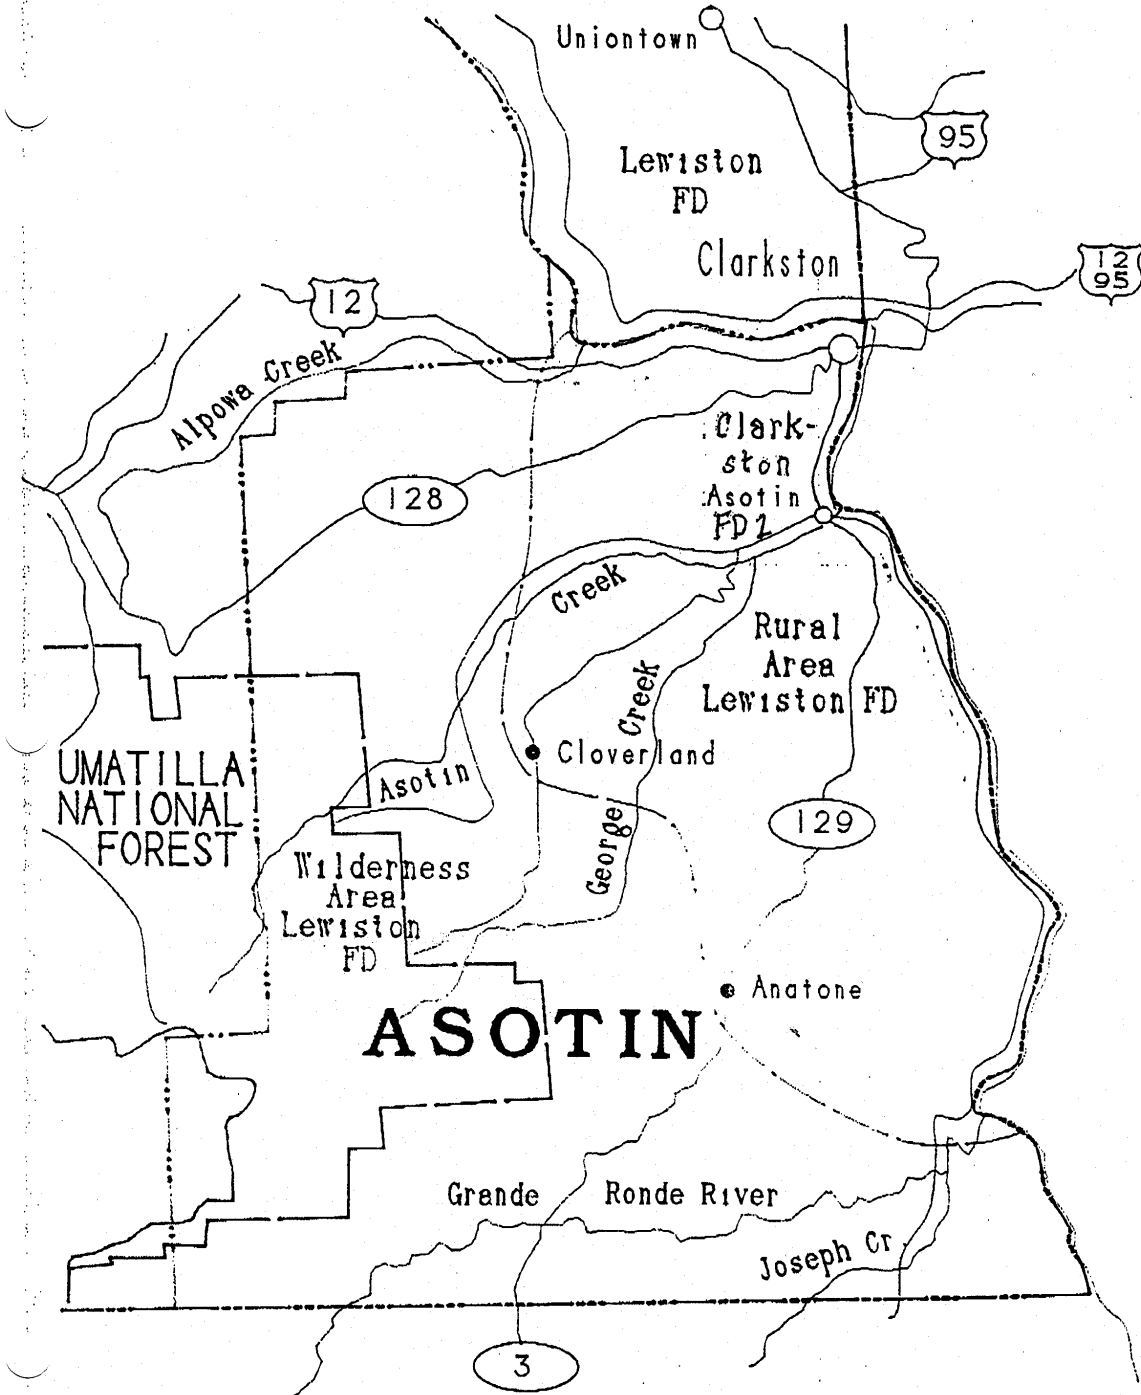 Uniontown
95
Lewiston
FD
Clarkston
12
95
12
Alpowa Creek
Clark-
ston
Asotin
FD 1
128
Creek
Rural
Area
Lewiston FD
Creek
Cloverland
UMATILLA
NATIONAL
FOREST
Asotin
129
George
Wilderness
Area
Lewiston
FD
Anatone
ASOTIN
Grande Ronde River
Joseph Cr
3